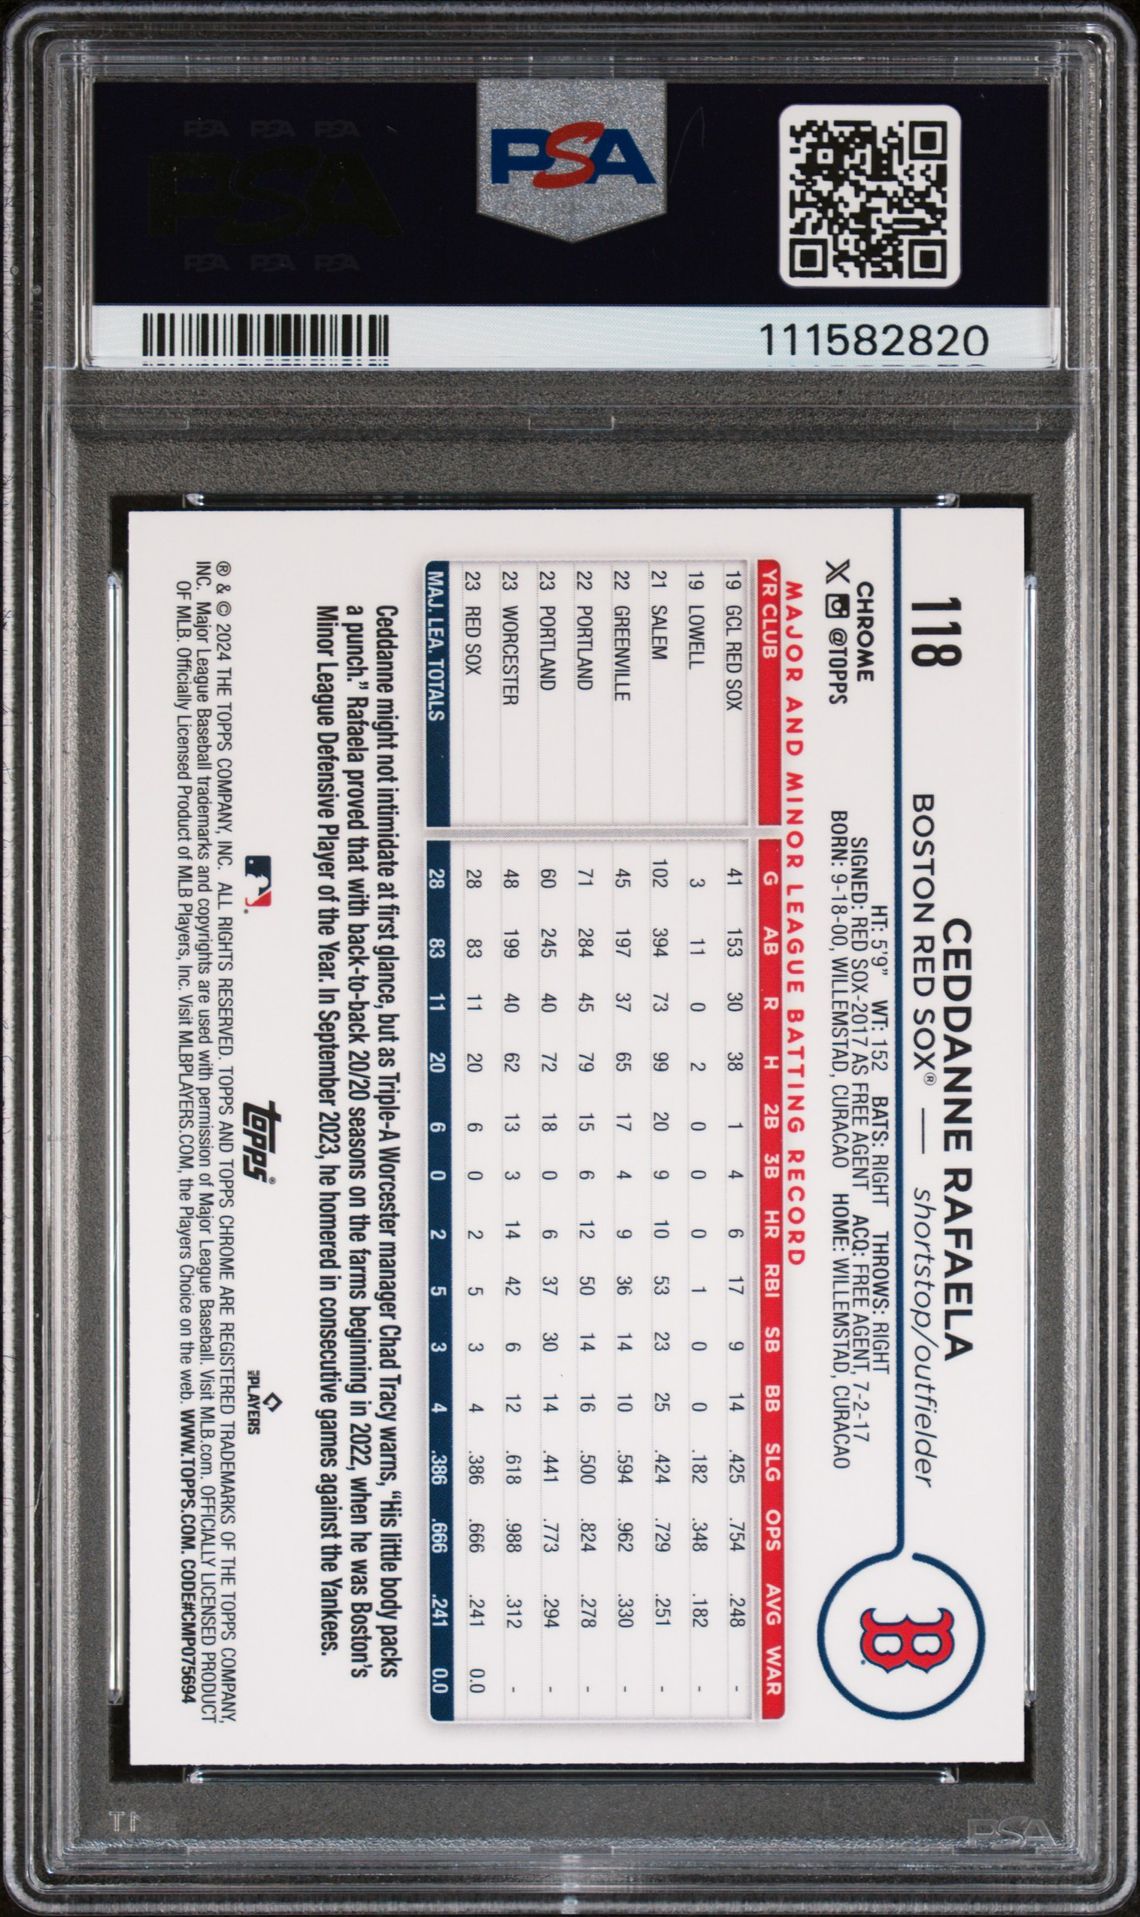 PSA PSA PSA
PSA
PSA PSA PSA
PSA
111582820
118
CEDDANNE RAFAELA
BOSTON RED SOX® — shortstop/outfielder
CHROME
X @TOPPS
HT: 5'9" WT: 152 BATS: RIGHT THROWS: RIGHT
SIGNED: RED SOX-2017 AS FREE AGENT ACQ: FREE AGENT, 7-2-17
BORN: 9-18-00, WILLEMSTAD, CURACAO HOME: WILLEMSTAD, CURACAO
B
MAJOR AND MINOR LEAGUE BATTING RECORD
YR CLUB G AB R H 2B 3B HR RBI SB BB SLG OPS AVG WAR
19 GCL RED SOX 41 153 30 38 1 4 6 17 9 14 .425 .754 .248 -
19 LOWELL 3 11 0 2 0 0 0 1 0 0 .182 .348 .182 -
21 SALEM 102 394 73 99 20 9 10 53 23 25 .424 .729 .251 -
22 GREENVILLE 45 197 37 65 17 4 9 36 14 10 .594 .962 .330 -
22 PORTLAND 71 284 45 79 15 6 12 50 14 16 .500 .824 .278 -
23 PORTLAND 60 245 40 72 18 0 6 37 30 14 .441 .773 .294 -
23 WORCESTER 48 199 40 62 13 3 14 42 6 12 .618 .988 .312 -
23 RED SOX 28 83 11 20 6 0 2 5 3 4 .386 .666 .241 0.0
MAJ. LEA. TOTALS 28 83 11 20 6 0 2 5 3 4 .386 .666 .241 0.0
Ceddanne might not intimidate at first glance, but as Triple-A Worcester manager Chad Tracy warns, "His little body packs
a punch." Rafaela proved that with back-to-back 20/20 seasons on the farms beginning in 2022, when he was Boston's
Minor League Defensive Player of the Year. In September 2023, he homered in consecutive games against the Yankees.
topps®
PLAYERS
® & © 2024 THE TOPPS COMPANY, INC. ALL RIGHTS RESERVED. TOPPS AND TOPPS CHROME ARE REGISTERED TRADEMARKS OF THE TOPPS COMPANY,
INC. Major League Baseball trademarks and copyrights are used with permission of Major League Baseball. Visit MLB.com. OFFICIALLY LICENSED PRODUCT
OF MLB. Officially Licensed Product of MLB Players, Inc. Visit MLBPLAYERS.COM, the Players Choice on the web. WWW.TOPPS.COM. CODE#CMP075694
PSA